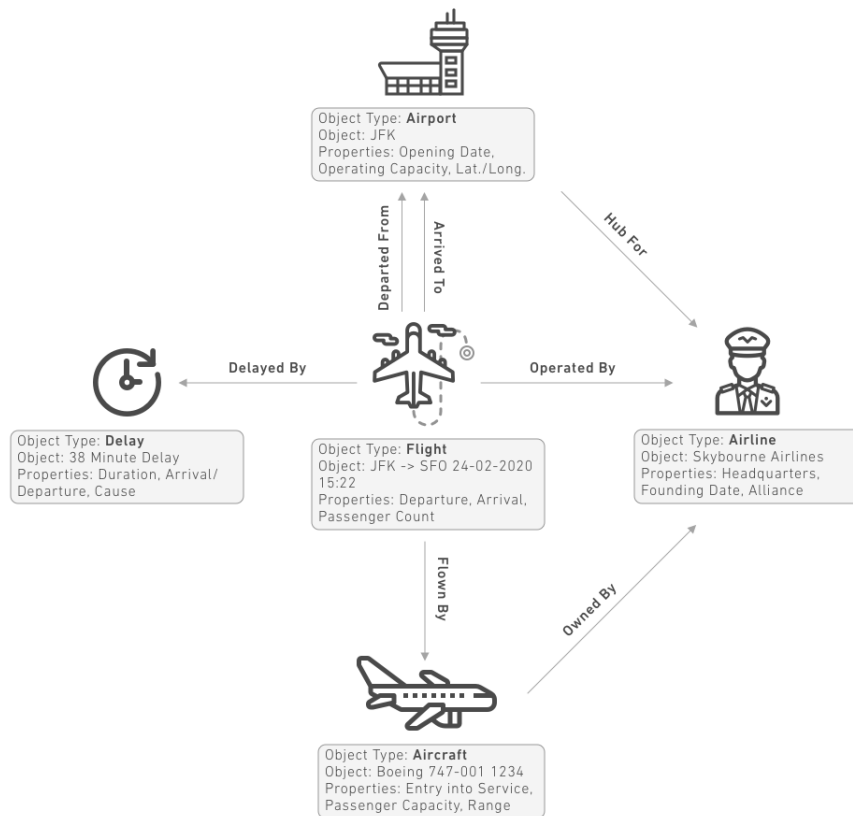 Object Type: Airport
Object: JFK
Properties: Opening Date,
Operating Capacity, Lat./Long.
Departed From
Arrived To
Hub For
Delayed By
Operated By
Object Type: Delay
Object: 38 Minute Delay
Properties: Duration, Arrival/
Departure, Cause
Object Type: Flight
Object: JFK -> SFO 24-02-2020
15:22
Properties: Departure, Arrival,
Passenger Count
Object Type: Airline
Object: Skybourne Airlines
Properties: Headquarters,
Founding Date, Alliance
Flown By
Owned By
Object Type: Aircraft
Object: Boeing 747-001 1234
Properties: Entry into Service,
Passenger Capacity, Range